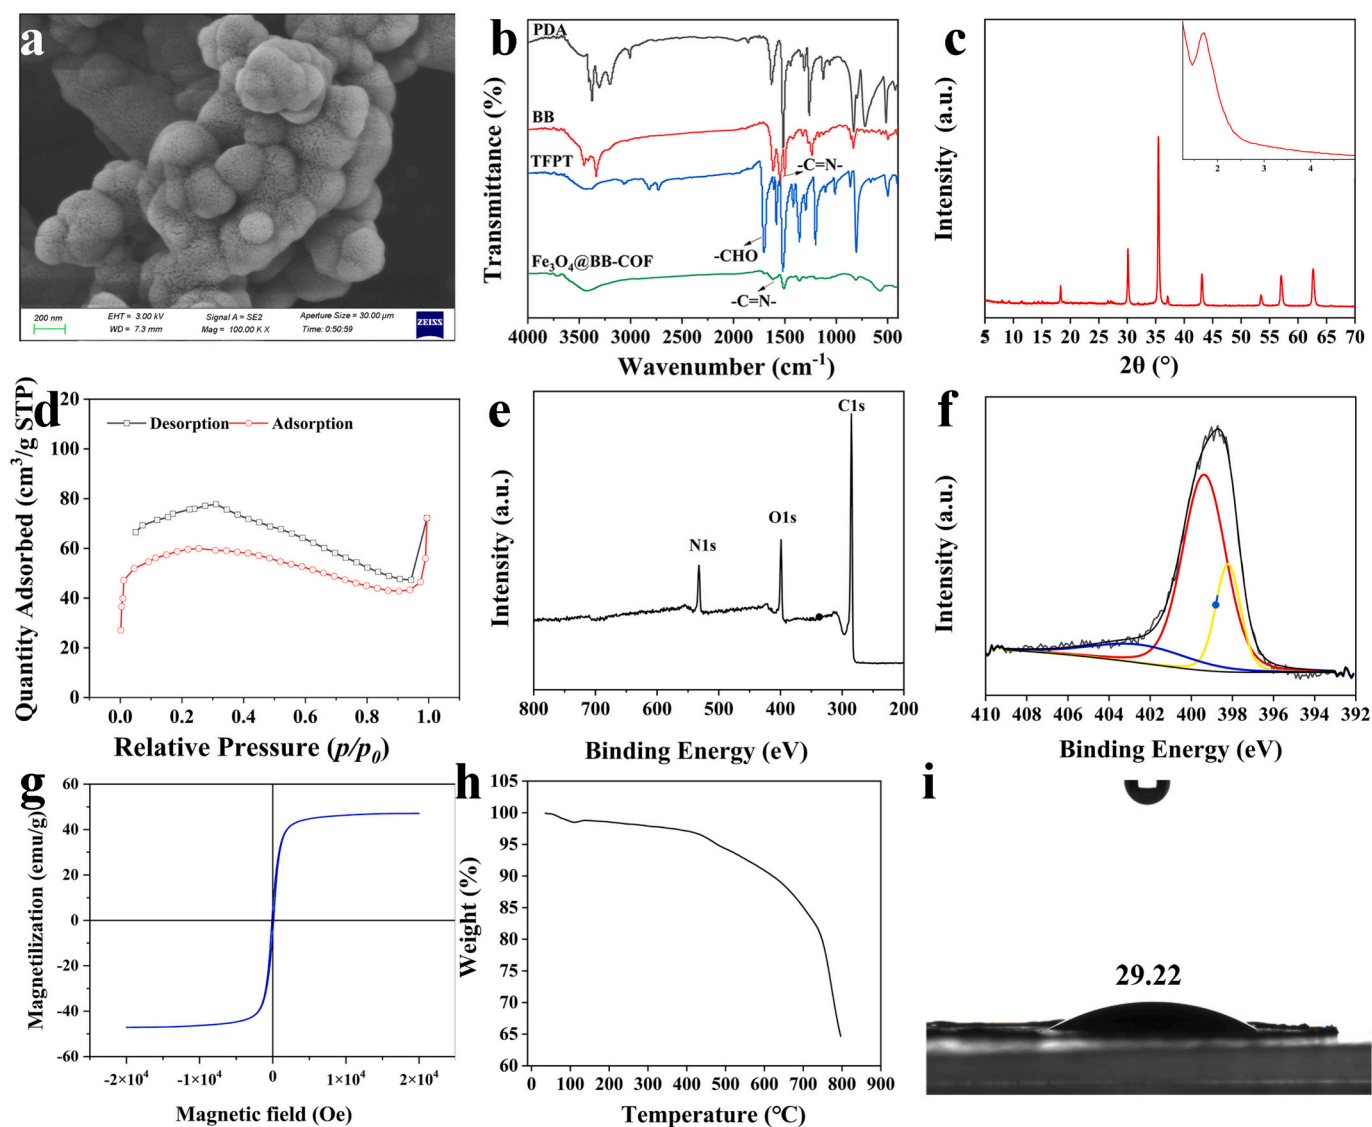 a
200 nm
EHT = 3.00 kV
Signal A = SE2
Aperture Size = 30.00 µm
WD = 7.3 mm
Mag = 100.00 K X
Time: 0:50:59
ZEISS
b
PDA
BB
TFPT
-C=N-
-CHO
Fe₃O₄@BB-COF
-C=N-
Transmittance (%)
4000 3500 3000 2500 2000 1500 1000 500
Wavenumber (cm⁻¹)
c
Intensity (a.u.)
2 3 4
5 10 15 20 25 30 35 40 45 50 55 60 65 70
2θ (°)
d
Quantity Adsorbed (cm³/g STP)
120
100
80
60
40
20
0
Desorption
Adsorption
0.0 0.2 0.4 0.6 0.8 1.0
Relative Pressure (p/p₀)
e
Intensity (a.u.)
N1s
O1s
C1s
800 700 600 500 400 300 200
Binding Energy (eV)
f
Intensity (a.u.)
410 408 406 404 402 400 398 396 394 392
Binding Energy (eV)
g
Magnetilization (emu/g)
60
40
20
0
-20
-40
-60
-2×10⁴ -1×10⁴ 0 1×10⁴ 2×10⁴
Magnetic field (Oe)
h
Weight (%)
105
100
95
90
85
80
75
70
65
60
0 100 200 300 400 500 600 700 800 900
Temperature (℃)
i
29.22